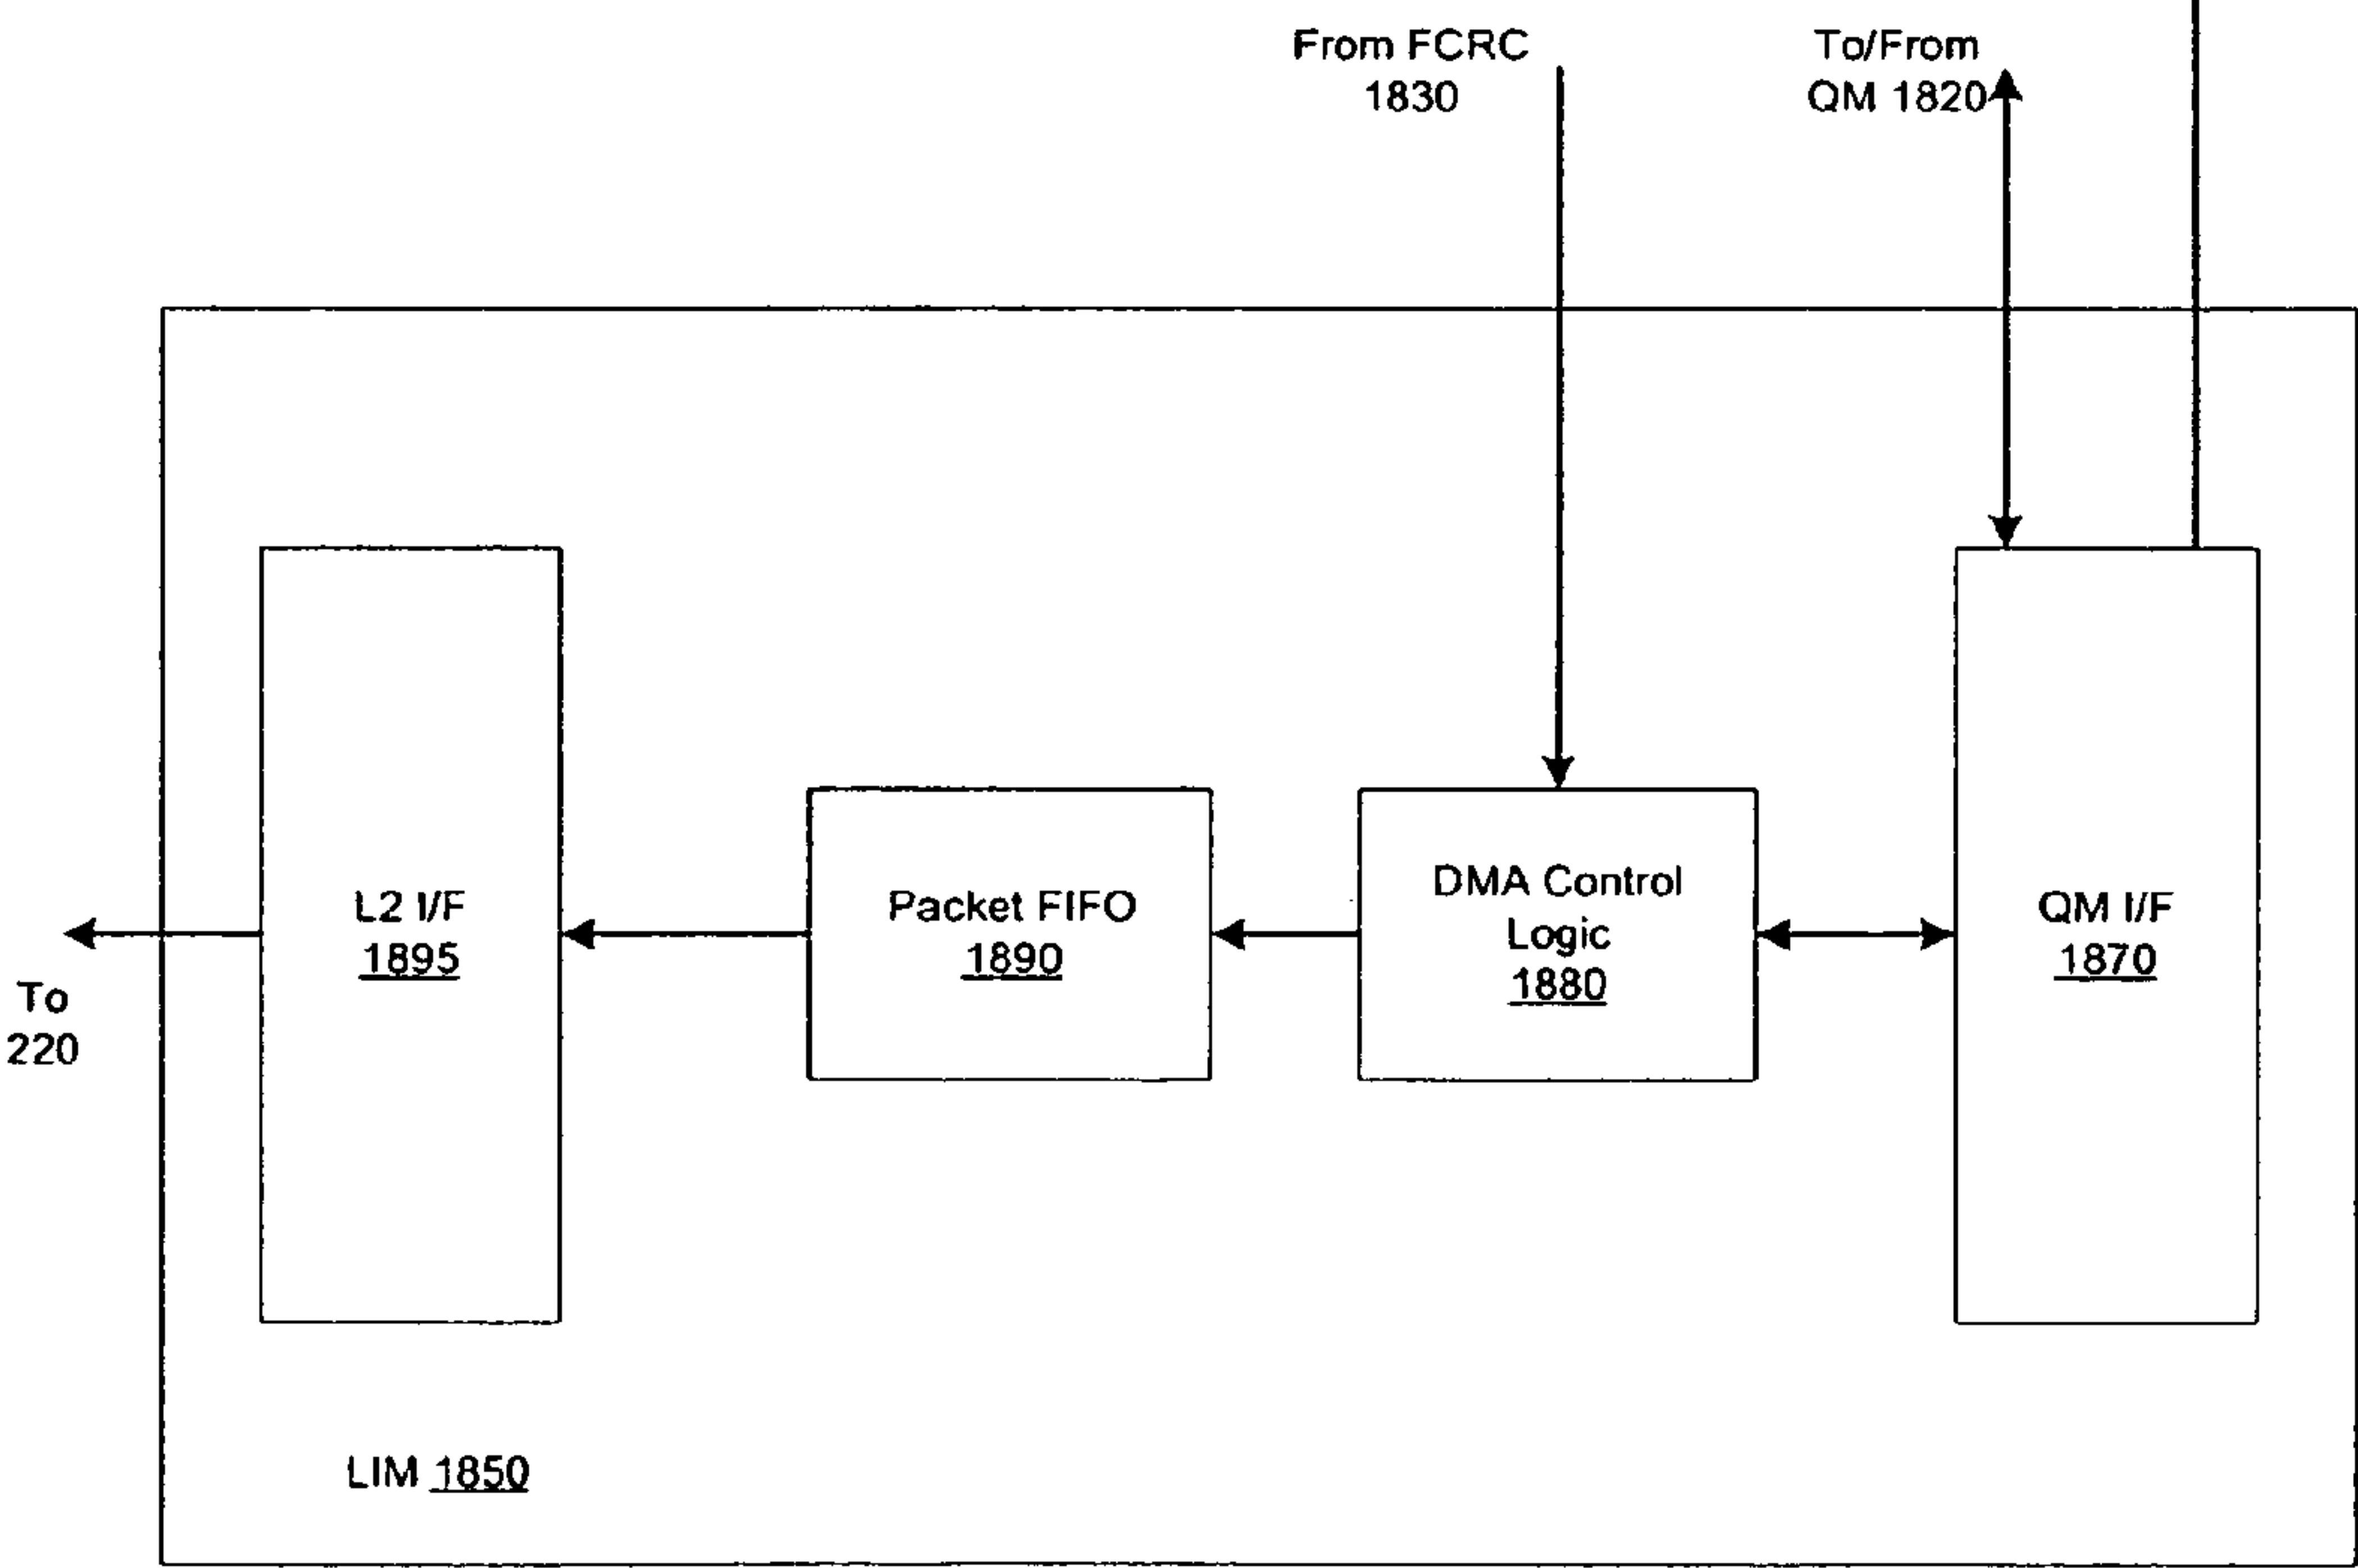 From FCRC
1830
To/From
QM 1820
L2 I/F
1895
Packet FIFO
1890
DMA Control
Logic
1880
QM I/F
1870
To
220
LIM 1850